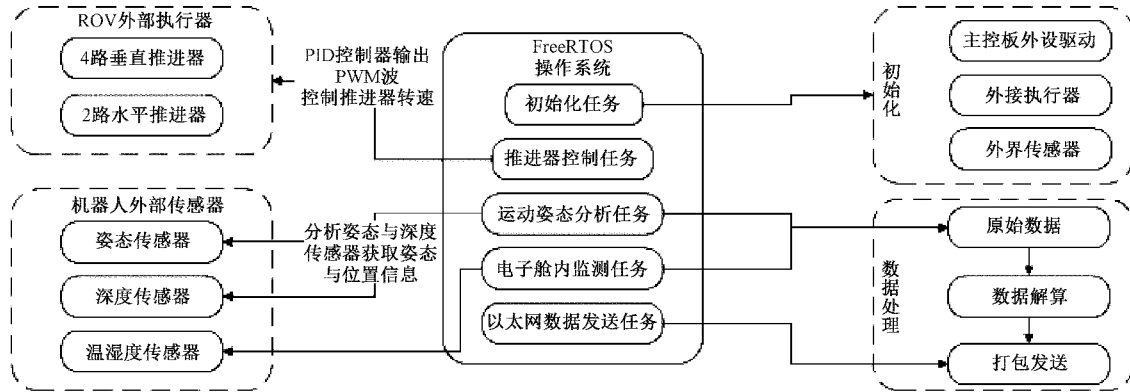 ROV外部执行器
4路垂直推进器
2路水平推进器
PID控制器输出
PWM波
控制推进器转速
FreeRTOS
操作系统
初始化任务
推进器控制任务
运动姿态分析任务
电子舱内监测任务
以太网数据发送任务
初始化
主控板外设驱动
外接执行器
外界传感器
机器人外部传感器
姿态传感器
深度传感器
温湿度传感器
分析姿态与深度
传感器获取姿态
与位置信息
数据处理
原始数据
数据解算
打包发送